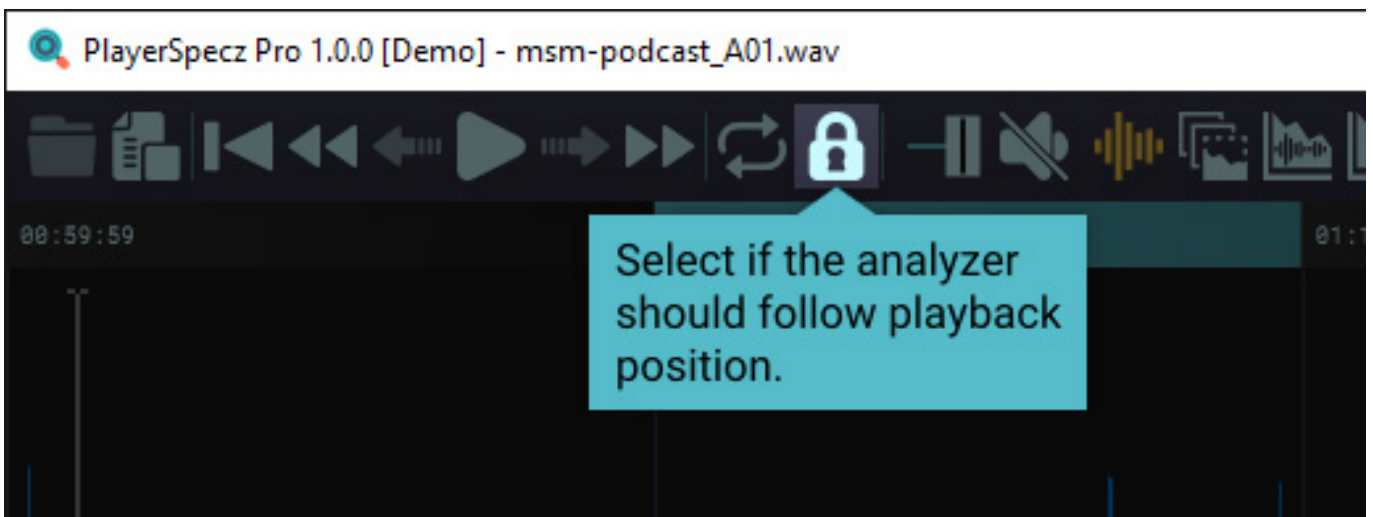 PlayerSpecz Pro 1.0.0 [Demo] - msm-podcast_A01.wav
00:59:59
Select if the analyzer
should follow playback
position.